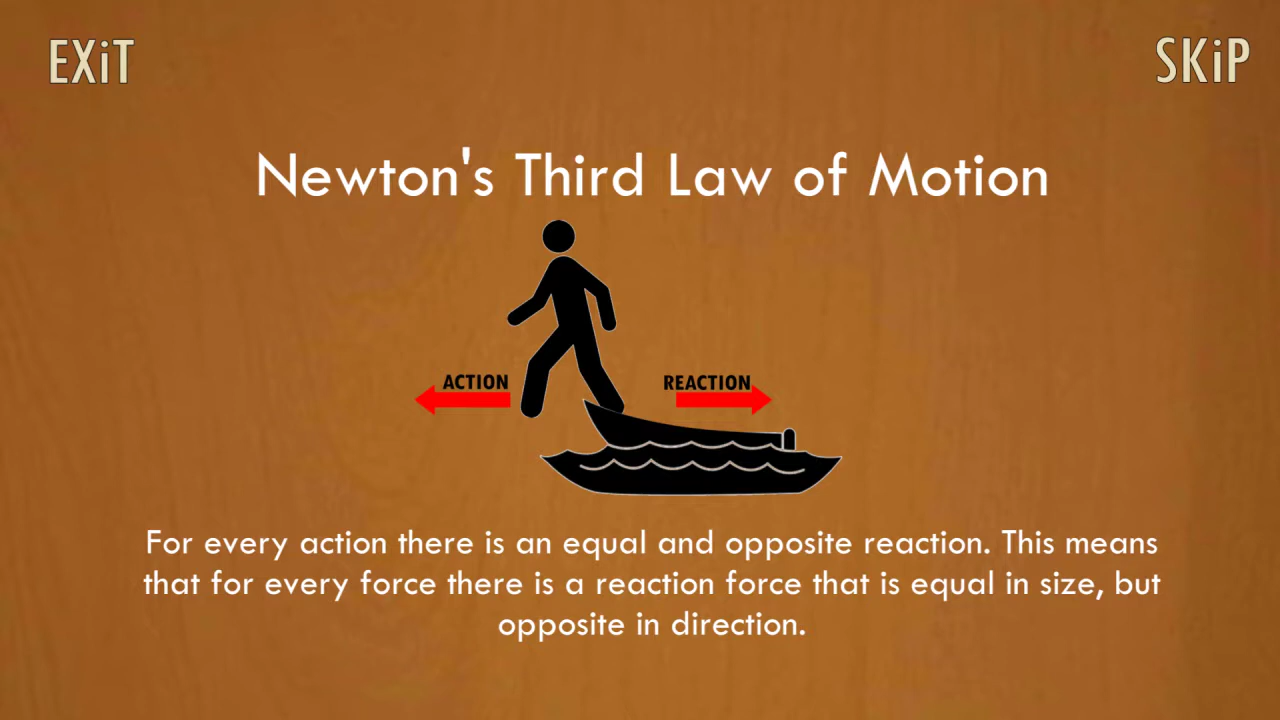 EXiT
SKiP
Newton's Third Law of Motion
ACTION
REACTION
For every action there is an equal and opposite reaction. This means
that for every force there is a reaction force that is equal in size, but
opposite in direction.